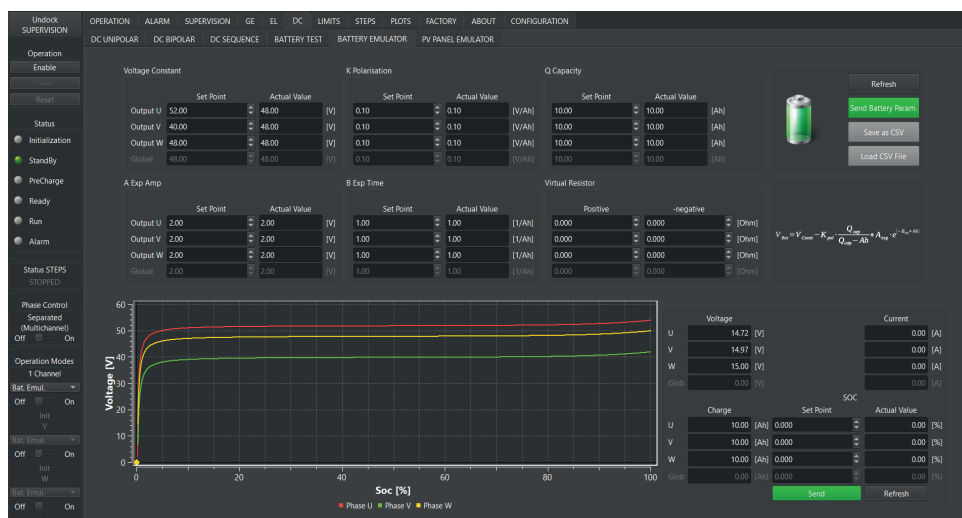 Undock
SUPERVISION
OPERATION ALARM SUPERVISION GE EL DC LIMITS STEPS PLOTS FACTORY ABOUT CONFIGURATION
DC UNIPOLAR DC BIPOLAR DC SEQUENCE BATTERY TEST BATTERY EMULATOR PV PANEL EMULATOR
Operation
Enable
Reset
Status
Initialization
StandBy
PreCharge
Ready
Run
Alarm
Status STEPS
STOPPED
Phase Control
Separated
(Multichannel)
Off On
Operation Modes
1 Channel
Bat. Emul.
Off On
Init
V
Bat. Emul.
Off On
Init
W
Bat. Emul.
Off On
Voltage Constant
Set Point Actual Value
Output U 52.00 48.00 [V]
Output V 40.00 48.00 [V]
Output W 48.00 48.00 [V]
Global 48.00 48.00 [V]
K Polarisation
Set Point Actual Value
0.10 0.10 [V/Ah]
0.10 0.10 [V/Ah]
0.10 0.10 [V/Ah]
0.10 0.10 [V/Ah]
Q Capacity
Set Point Actual Value
10.00 10.00 [Ah]
10.00 10.00 [Ah]
10.00 10.00 [Ah]
10.00 10.00 [Ah]
Refresh
Send Battery Param.
Save as CSV
Load CSV File
A Exp Amp
Set Point Actual Value
Output U 2.00 2.00 [V]
Output V 2.00 2.00 [V]
Output W 2.00 2.00 [V]
Global 2.00 2.00 [V]
B Exp Time
Set Point Actual Value
1.00 1.00 [1/Ah]
1.00 1.00 [1/Ah]
1.00 1.00 [1/Ah]
1.00 1.00 [1/Ah]
Virtual Resistor
Positive -negative
0.000 0.000 [Ohm]
0.000 0.000 [Ohm]
0.000 0.000 [Ohm]
0.000 0.000 [Ohm]
V Bat = V Const − K pol · Q cap / Q cap − Ah + A exp · e (−B exp * Ah)
60
50
40
30
20
10
0
Voltage [V]
0 20 40 60 80 100
Soc [%]
Phase U Phase V Phase W
Voltage Current
U 14.72 [V] 0.00 [A]
V 14.97 [V] 0.00 [A]
W 15.00 [V] 0.00 [A]
Glob 0.00 [V] 0.00 [A]
SOC
Charge Set Point Actual Value
U 10.00 [Ah] 0.000 0.00 [%]
V 10.00 [Ah] 0.000 0.00 [%]
W 10.00 [Ah] 0.000 0.00 [%]
Glob 0.00 [Ah] 0.000 0.00 [%]
Send Refresh